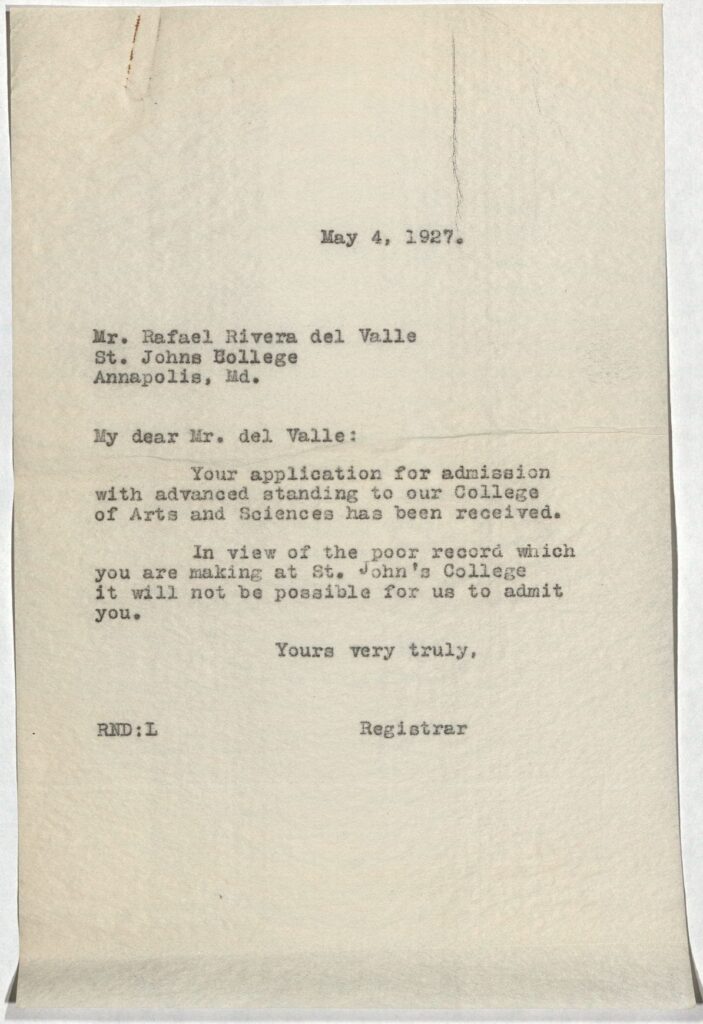 May 4, 1927.
Mr. Rafael Rivera del Valle
St. Johns Bollege
Annapolis, Md.
My dear Mr. del Valle:
Your application for admission
with advanced standing to our College
of Arts and Sciences has been received.
In view of the poor record which
you are making at St. John's College
it will not be possible for us to admit
you.
Yours very truly,
RND:L Registrar